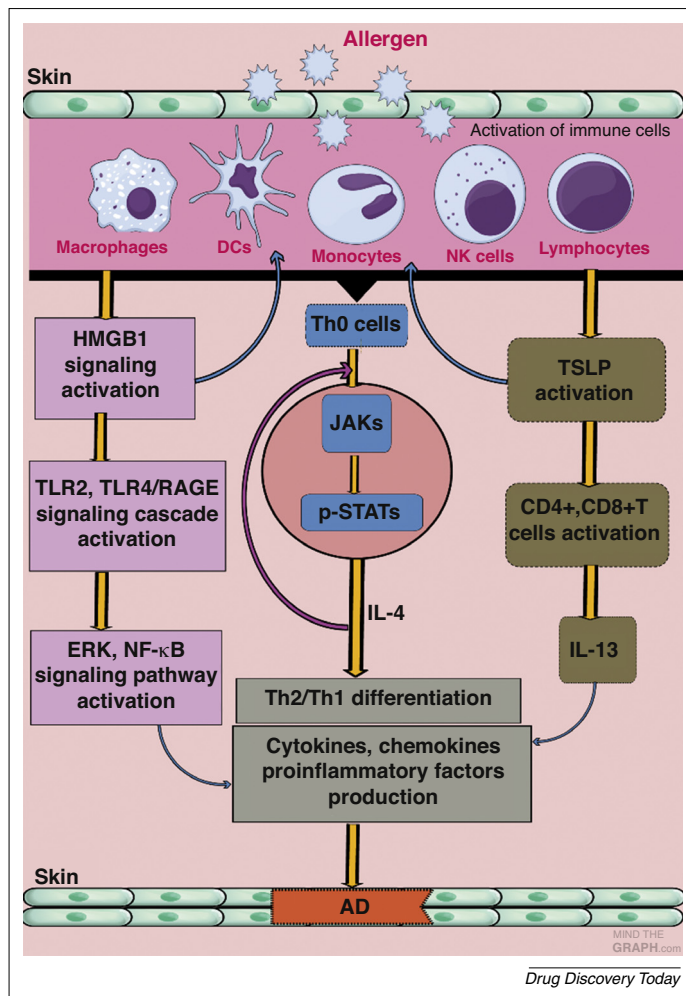 Allergen
Skin
Activation of immune cells
Macrophages
DCs
Monocytes
NK cells
Lymphocytes
HMGB1
signaling
activation
TLR2, TLR4/RAGE
signaling cascade
activation
ERK, NF-κB
signaling pathway
activation
Th0 cells
JAKs
p-STATs
IL-4
Th2/Th1 differentiation
Cytokines, chemokines
proinflammatory factors
production
TSLP
activation
CD4+,CD8+T
cells activation
IL-13
Skin
AD
MIND THE
GRAPH.com
Drug Discovery Today